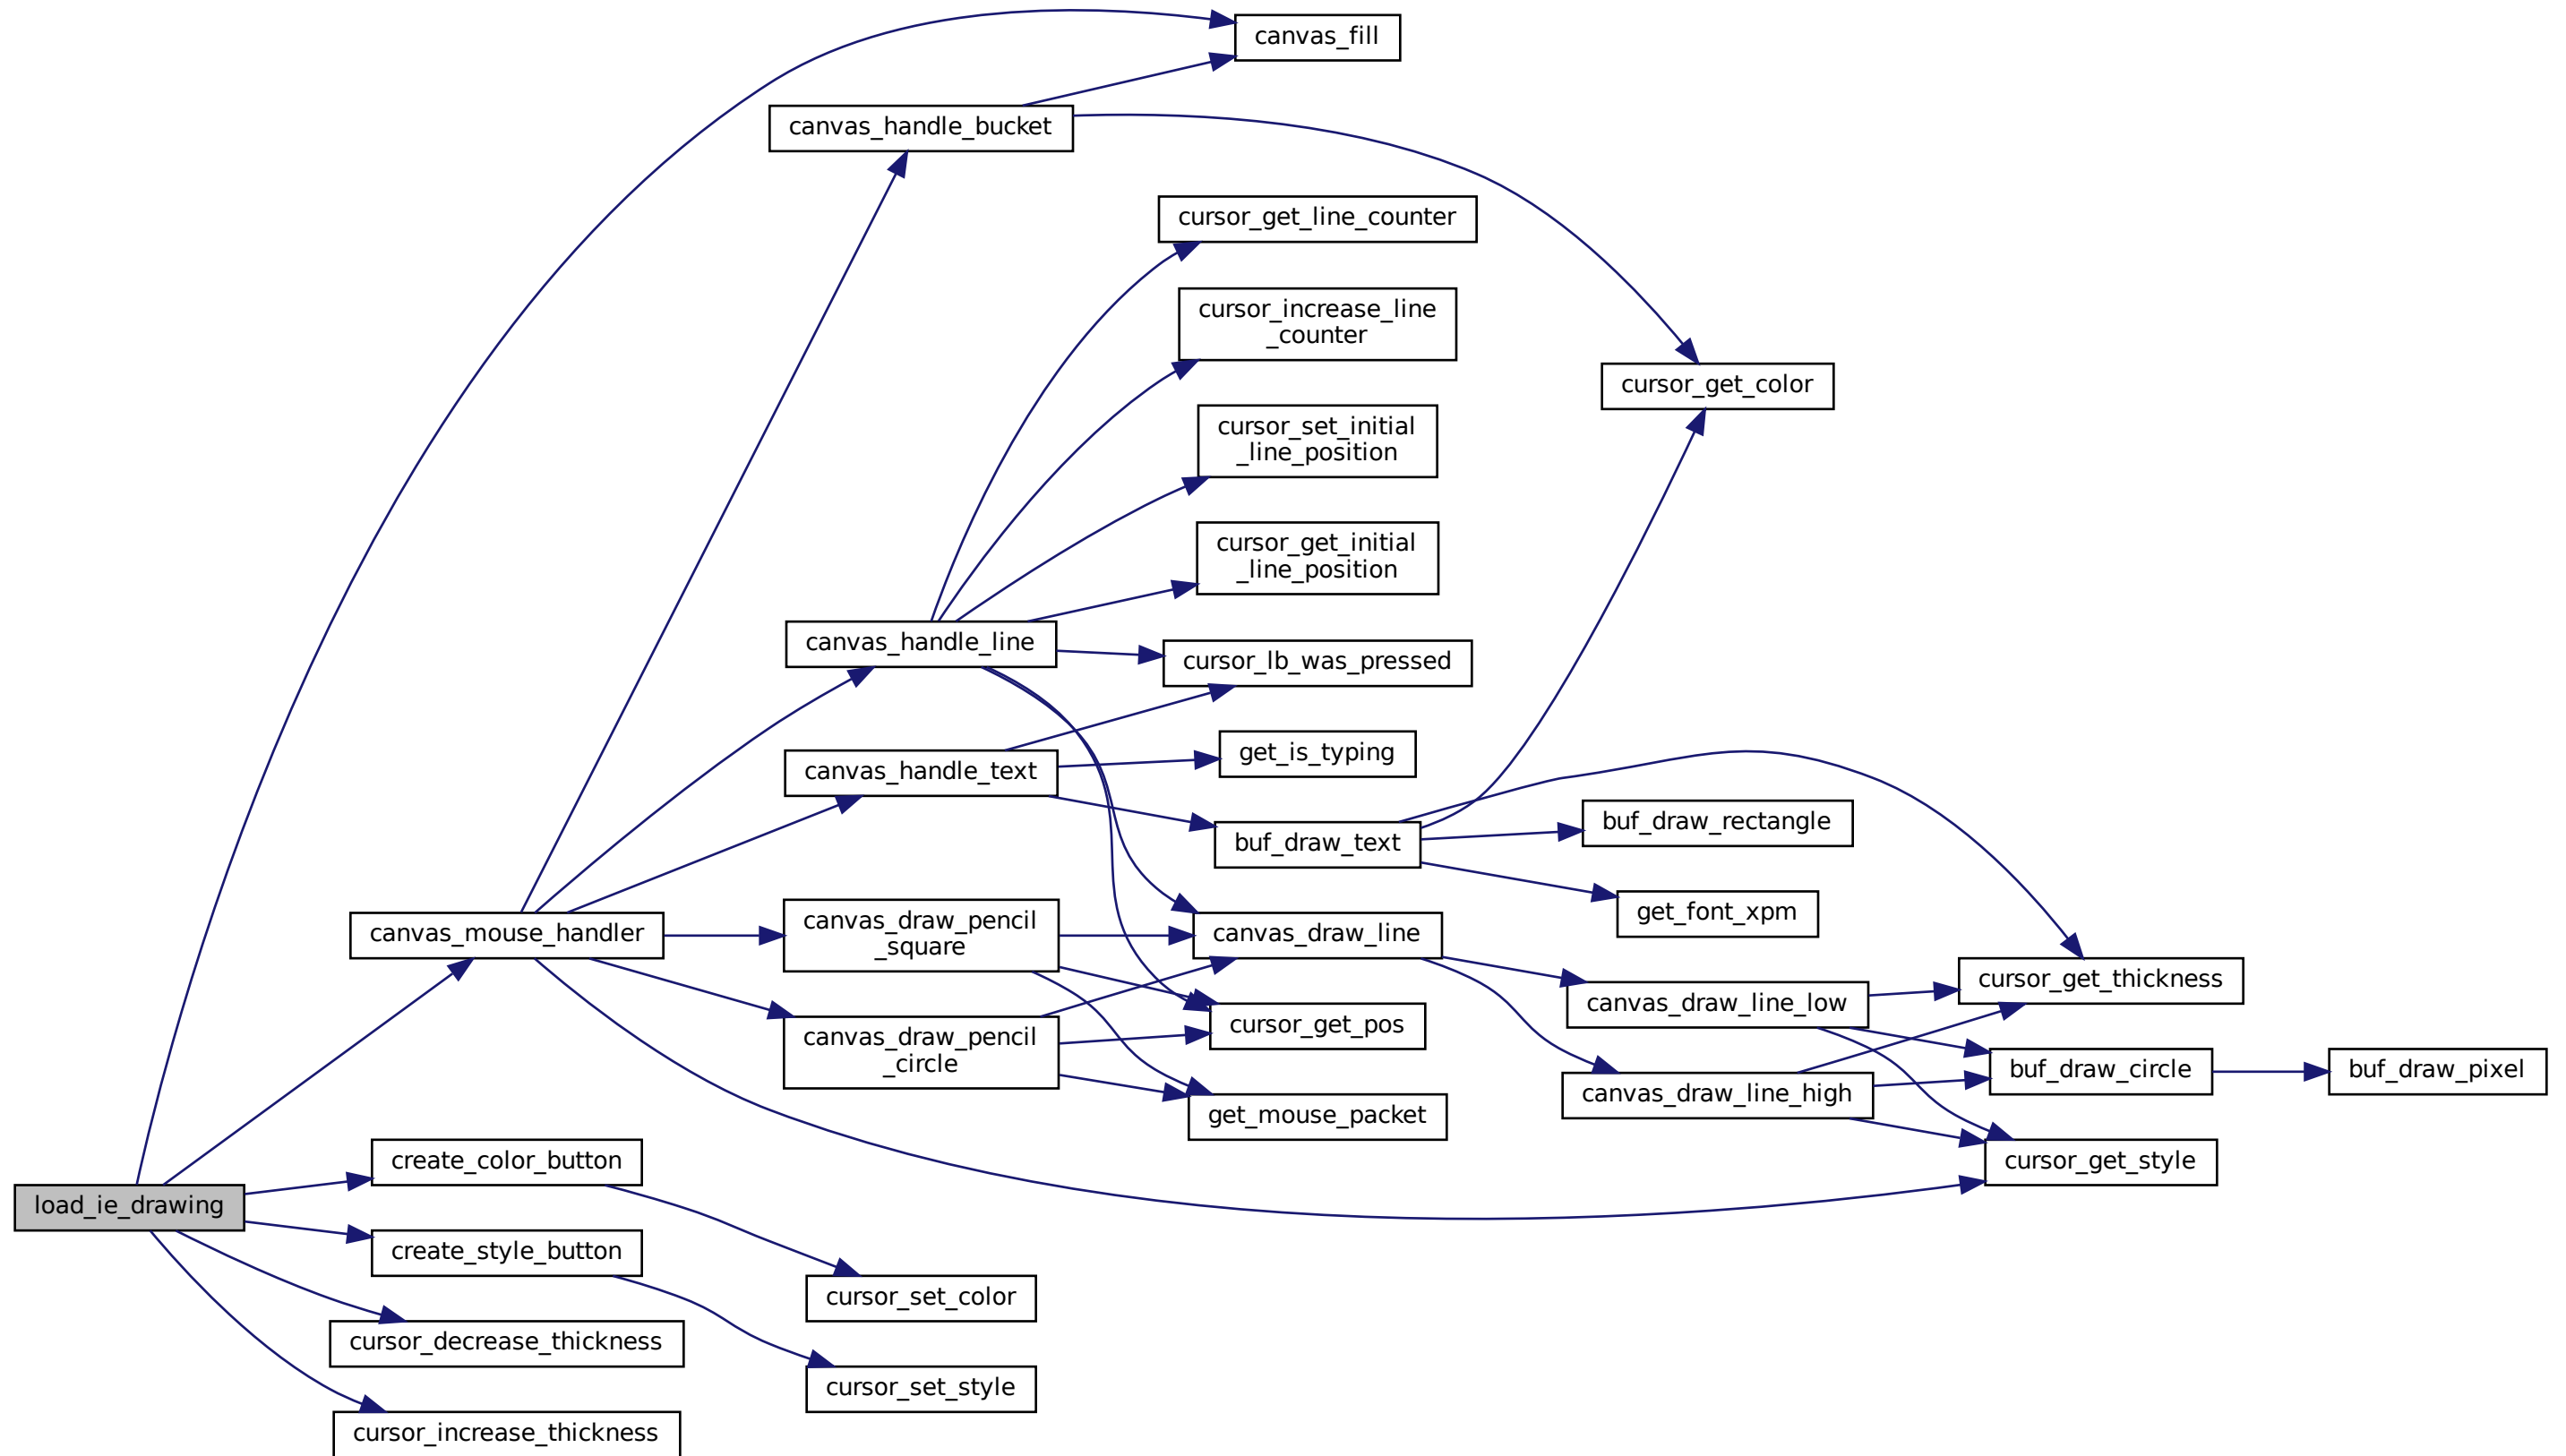 canvas_fill
canvas_handle_bucket
cursor_get_line_counter
cursor_increase_line
_counter
cursor_get_color
cursor_set_initial
_line_position
cursor_get_initial
_line_position
canvas_handle_line
cursor_lb_was_pressed
get_is_typing
canvas_handle_text
buf_draw_rectangle
buf_draw_text
get_font_xpm
canvas_mouse_handler
canvas_draw_pencil
_square
canvas_draw_line
cursor_get_thickness
canvas_draw_line_low
cursor_get_pos
canvas_draw_pencil
_circle
buf_draw_circle
buf_draw_pixel
canvas_draw_line_high
get_mouse_packet
create_color_button
cursor_get_style
load_ie_drawing
create_style_button
cursor_set_color
cursor_decrease_thickness
cursor_set_style
cursor_increase_thickness